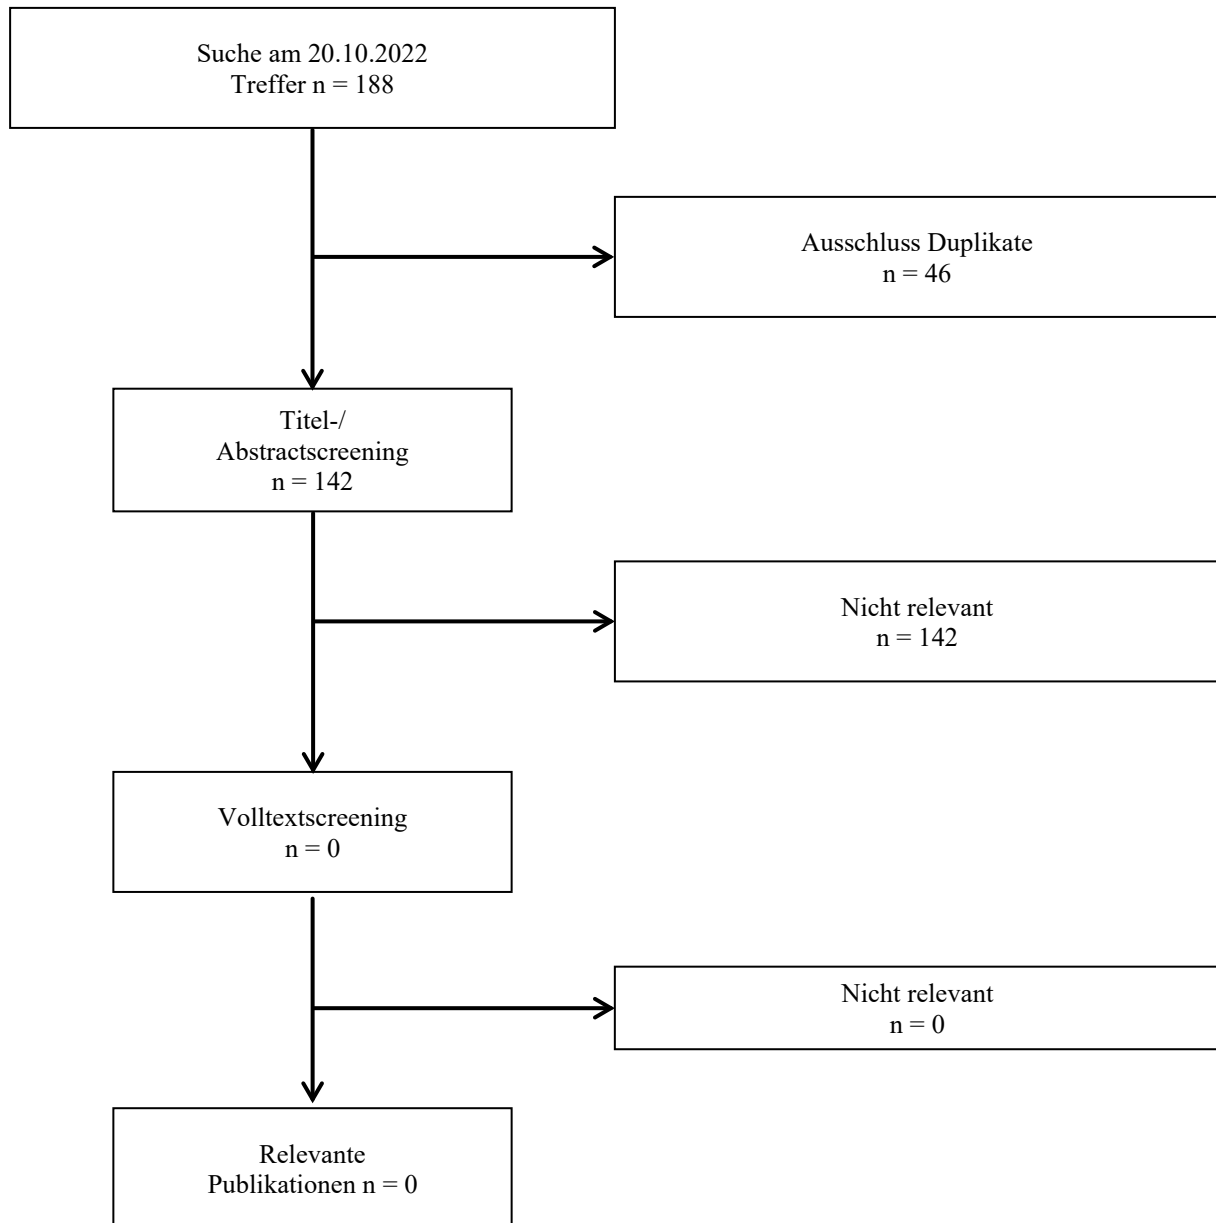 Suche am 20.10.2022
Treffer n = 188
Ausschluss Duplikate
n = 46
Titel-/
Abstractscreening
n = 142
Nicht relevant
n = 142
Volltextscreening
n = 0
Nicht relevant
n = 0
Relevante
Publikationen n = 0